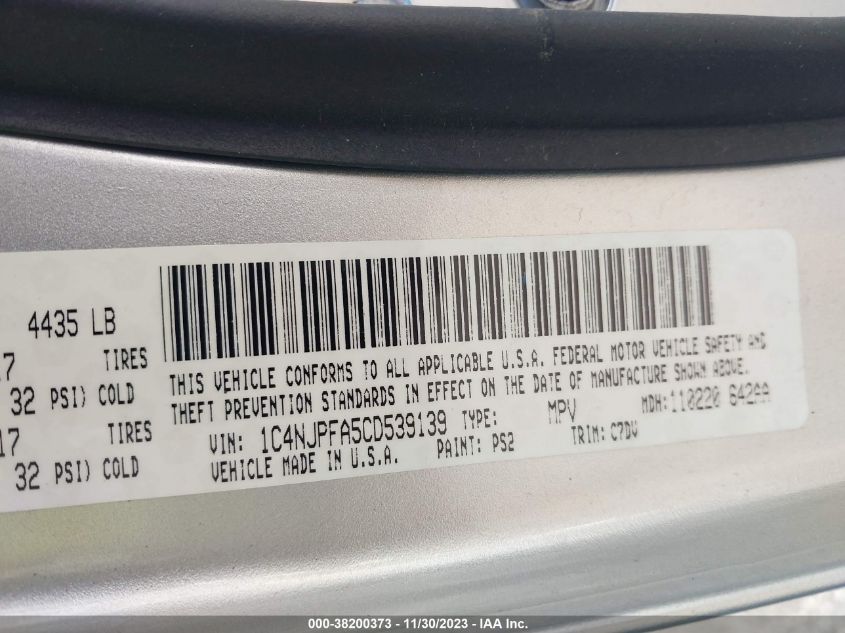 4435 LB
17 TIRES
32 PSI) COLD
17 TIRES
32 PSI) COLD
THIS VEHICLE CONFORMS TO ALL APPLICABLE U.S.A. FEDERAL MOTOR VEHICLE SAFETY AND
THEFT PREVENTION STANDARDS IN EFFECT ON THE DATE OF MANUFACTURE SHOWN ABOVE.
VIN: 1C4NJPFA5CD539139 TYPE: MPV MDH: 110220 642AA
VEHICLE MADE IN U.S.A. PAINT: PS2 TRIM: C7DV
000-38200373 - 11/30/2023 - IAA Inc.